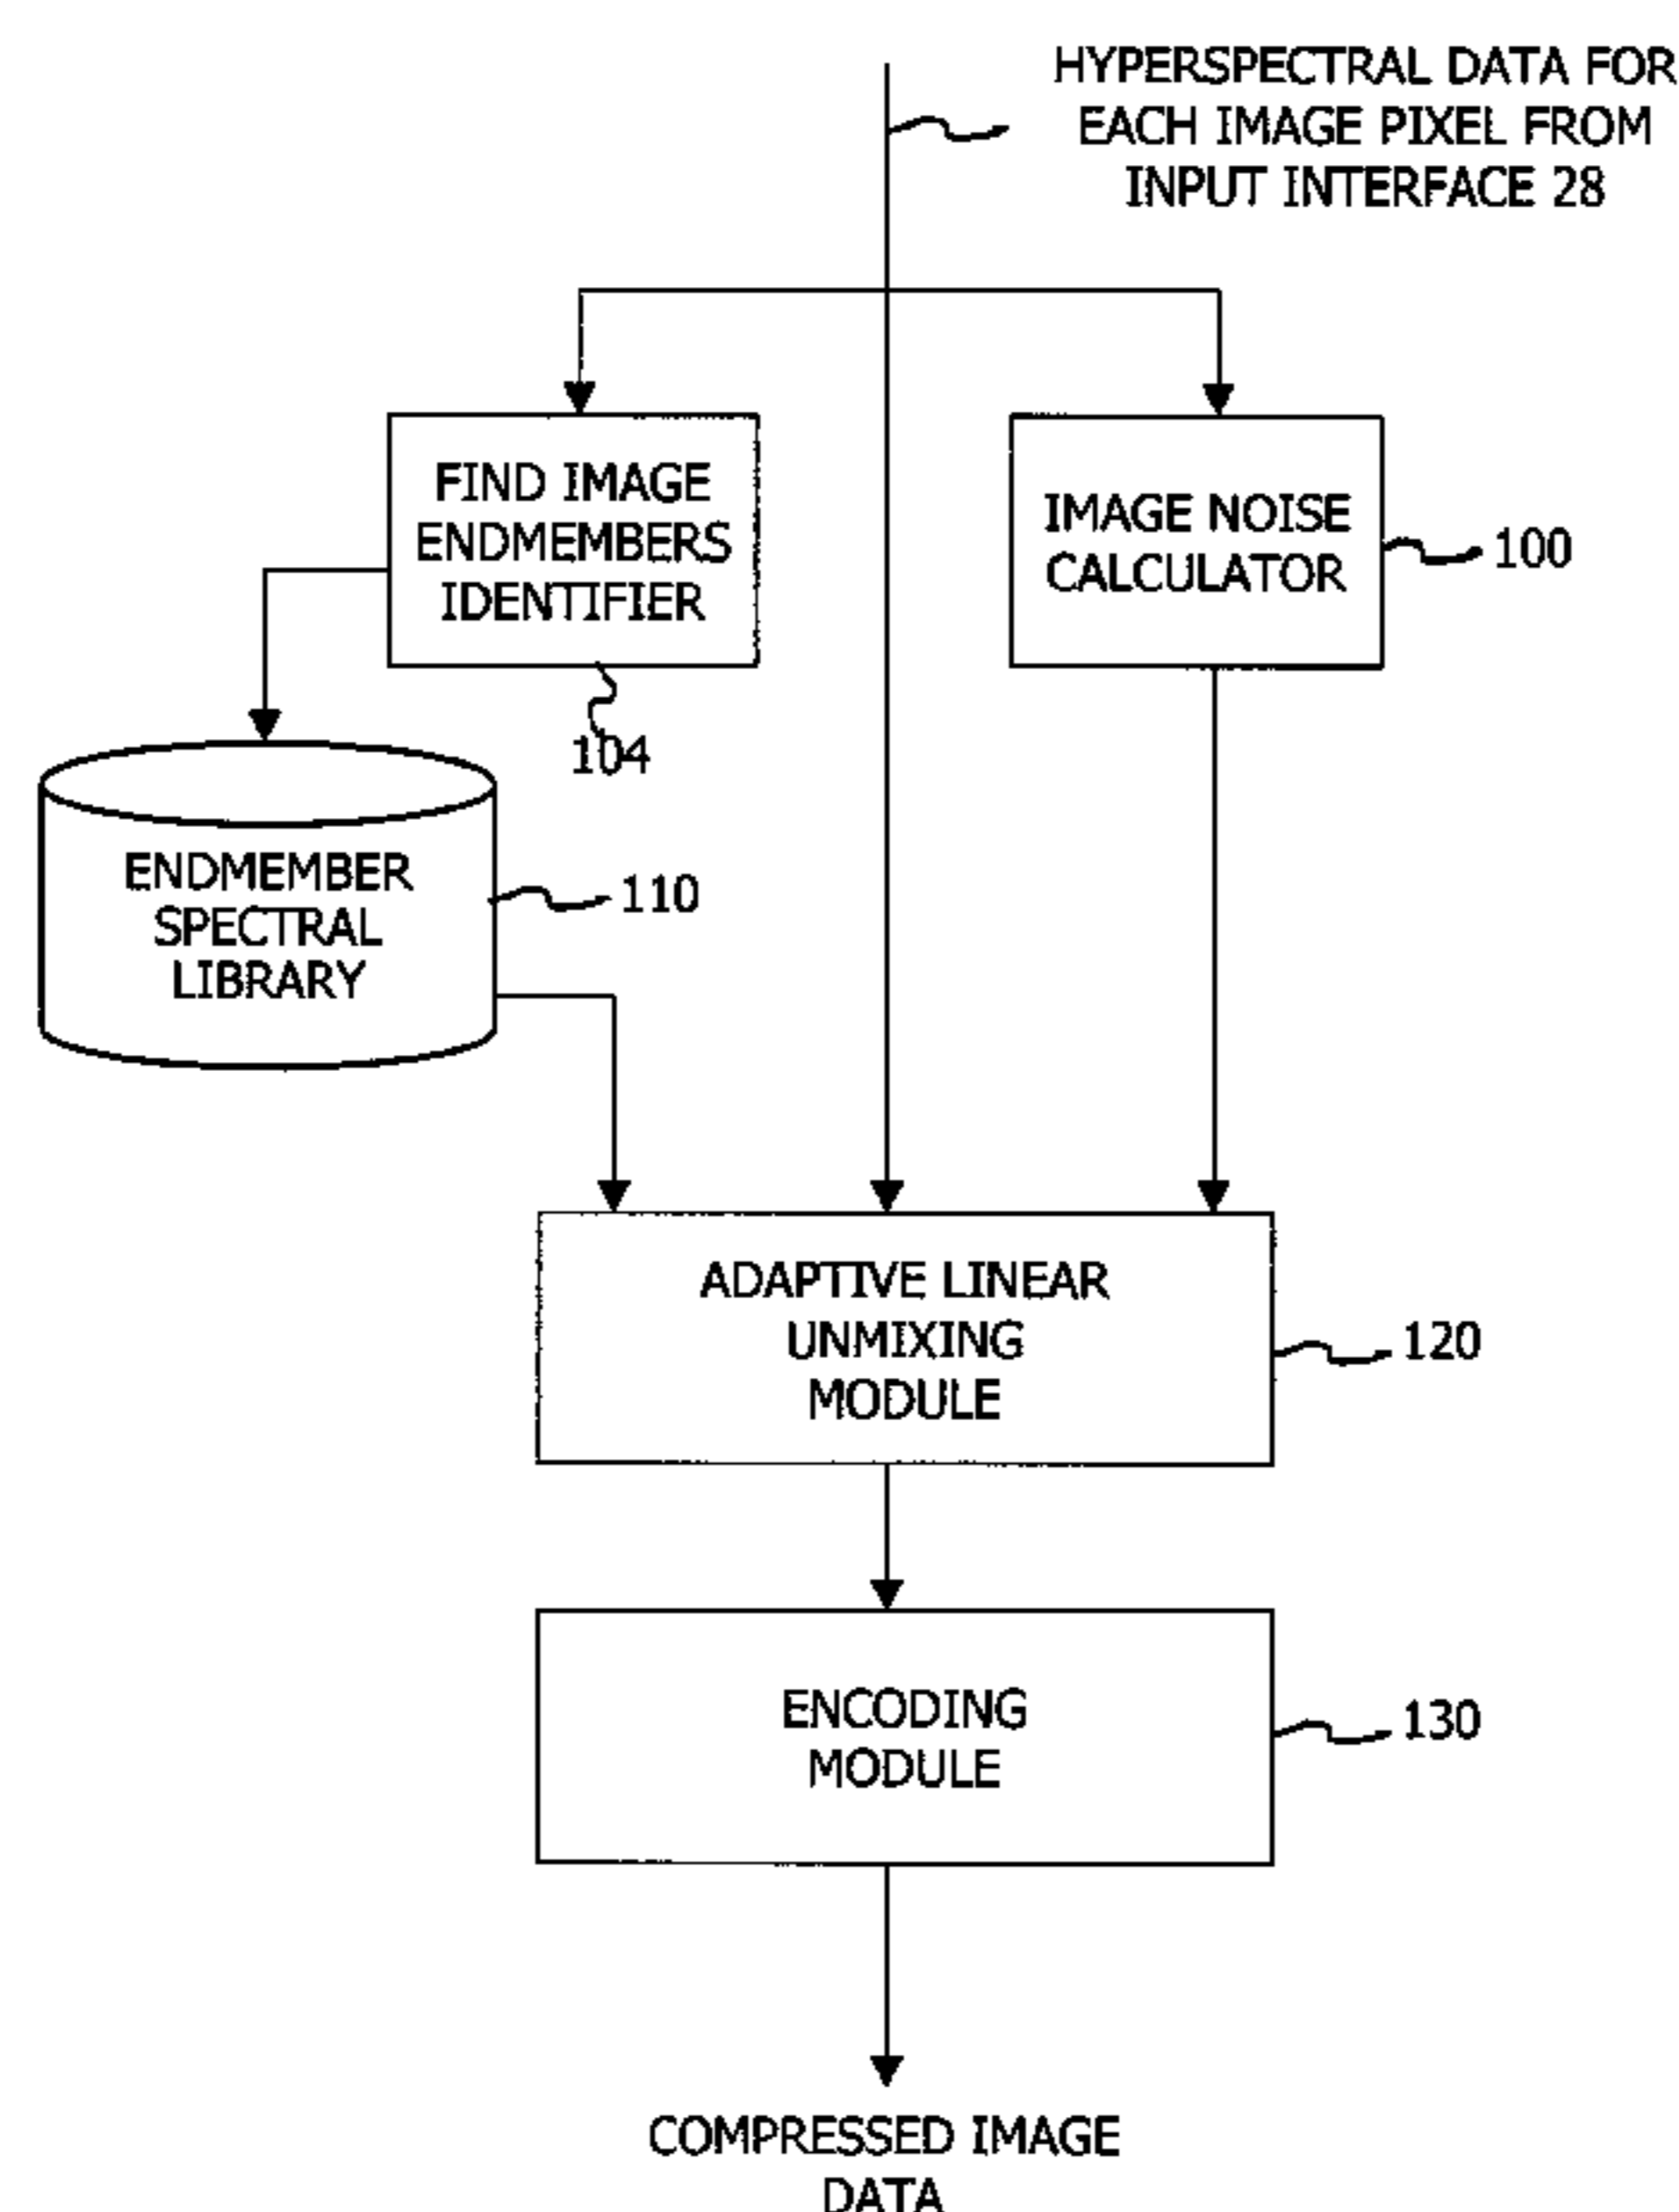 HYPERSPECTRAL DATA FOR
EACH IMAGE PIXEL FROM
INPUT INTERFACE 28
FIND IMAGE
ENDMEMBERS
IDENTIFIER
104
IMAGE NOISE
CALCULATOR
100
ENDMEMBER
SPECTRAL
LIBRARY
110
ADAPTIVE LINEAR
UNMIXING
MODULE
120
ENCODING
MODULE
130
COMPRESSED IMAGE
DATA